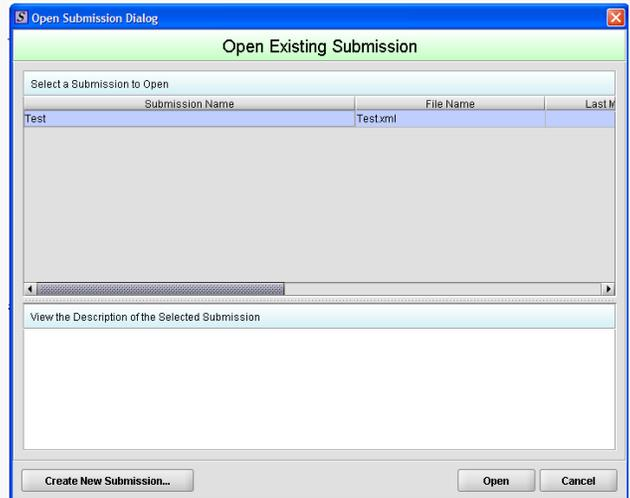 Open Submission Dialog
Open Existing Submission
Select a Submission to Open
Submission Name File Name Last M
Test Test.xml
View the Description of the Selected Submission
Create New Submission... Open Cancel